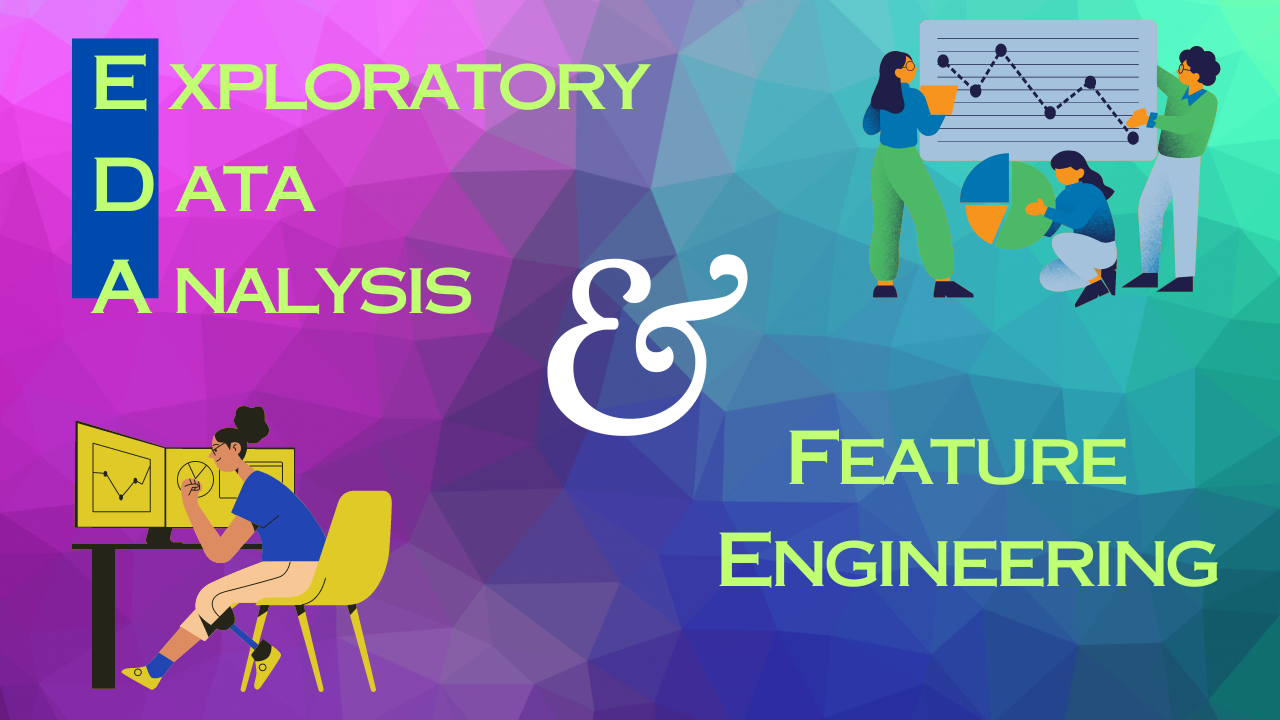 EXPLORATORY
DATA
ANALYSIS
&
FEATURE
ENGINEERING